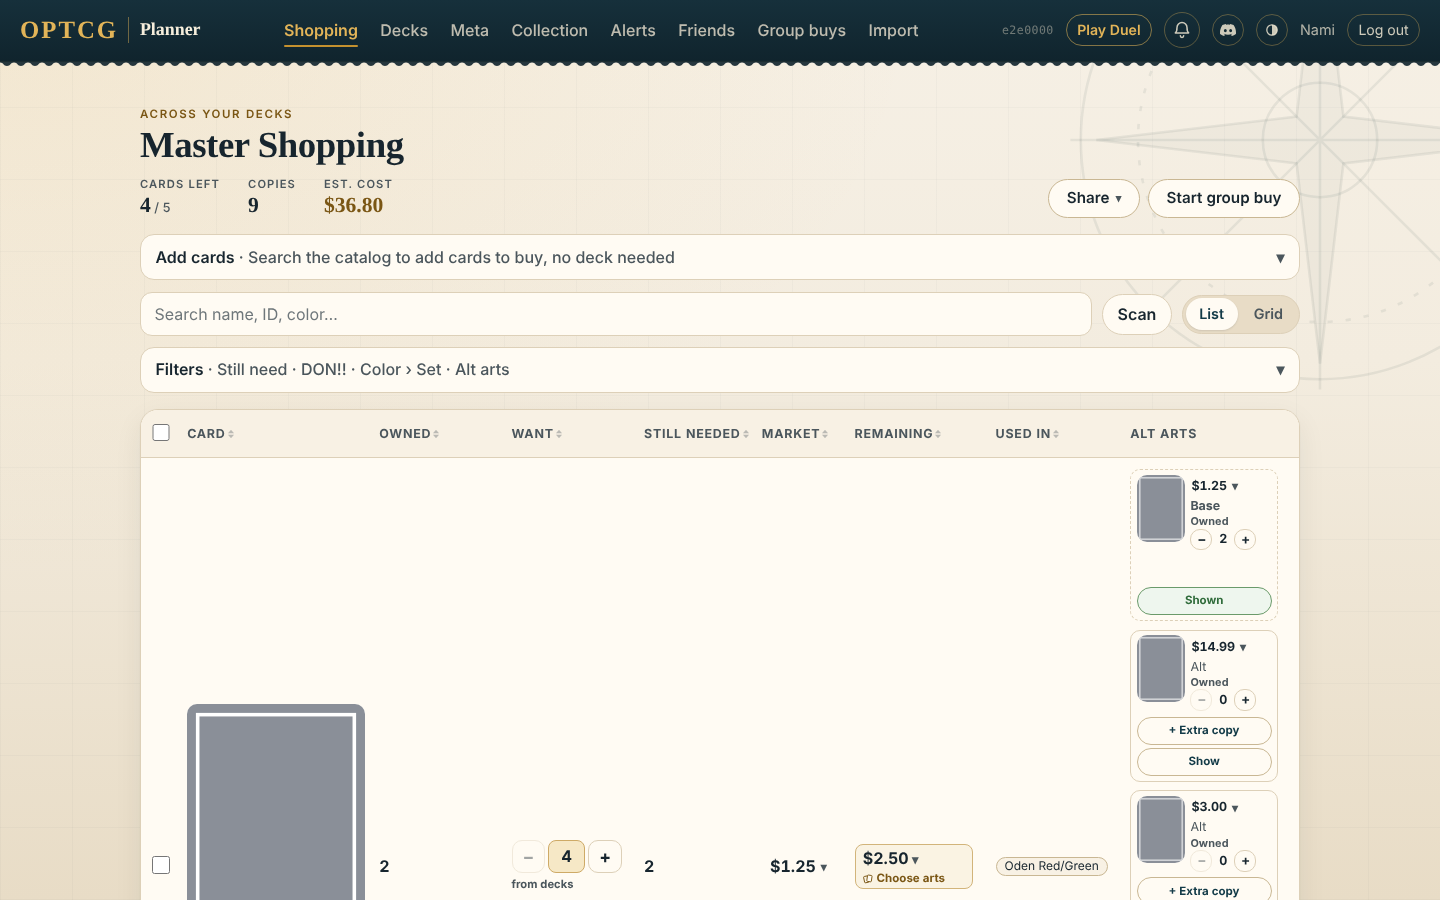 OPTCG Planner Shopping Decks Meta Collection Alerts Friends Group buys Import e2e0000 Play Duel Nami Log out
ACROSS YOUR DECKS
Master Shopping
CARDS LEFT COPIES EST. COST
4 / 5 9 $36.80
Share ▾ Start group buy
Add cards · Search the catalog to add cards to buy, no deck needed ▾
Search name, ID, color... Scan List Grid
Filters · Still need · DON!! · Color › Set · Alt arts ▾
CARD OWNED WANT STILL NEEDED MARKET REMAINING USED IN ALT ARTS
$1.25 ▾
Base
Owned
− 2 +
Shown
$14.99 ▾
Alt
Owned
− 0 +
+ Extra copy
Show
$3.00 ▾
Alt
Owned
− 0 +
+ Extra copy
2 − 4 + 2 $1.25 ▾ $2.50 ▾ Oden Red/Green
from decks Choose arts